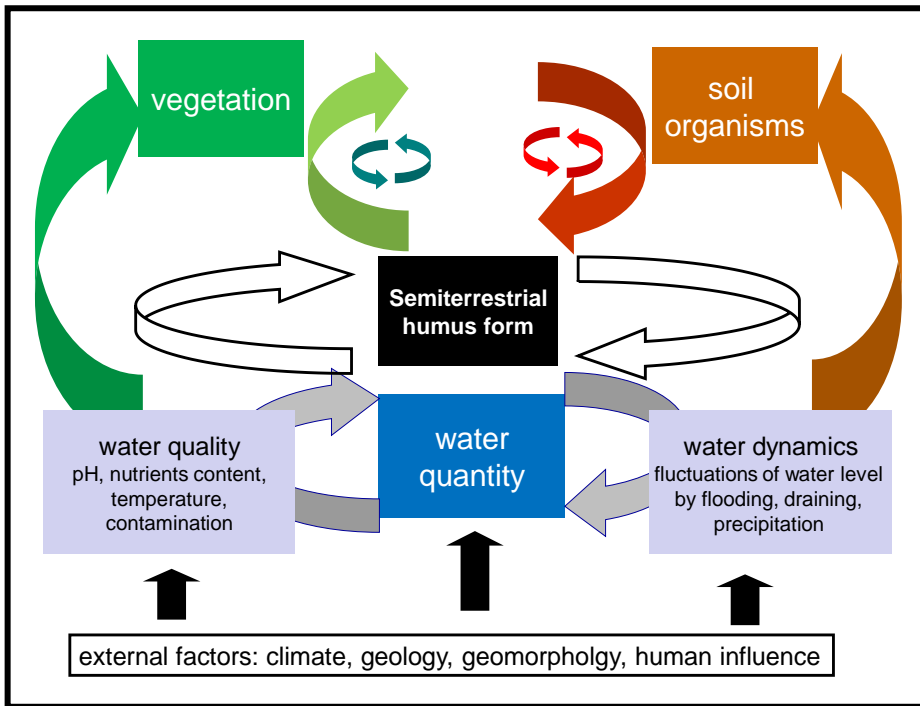 vegetation
soil
organisms
Semiterrestrial
humus form
water quality
pH, nutrients content,
temperature,
contamination
water
quantity
water dynamics
fluctuations of water level
by flooding, draining,
precipitation
external factors: climate, geology, geomorpholgy, human influence